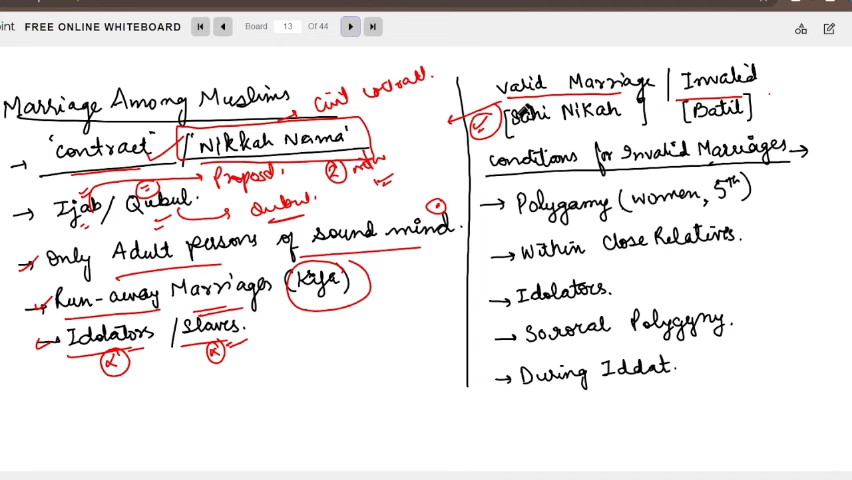 oint FREE ONLINE WHITEBOARD Board 13 Of 44
Marriage Among Muslims
civil contract.
→ 'contract' / "Nikkah Nama'
Proposal.
2
→ Ijab/ Qubul.
Qubul.
→ Only Adult persons of sound mind.
→ Run-away Marriages (Kifa)
→ Idolators / Slaves.
valid Marriage | Invalid
[Sahi Nikah] [Batil]
conditions for Invalid Marriages →
→ Polygamy (women, 5th)
→ Within close Relatives.
→ Idolators.
→ Sororal Polygyny.
→ During Iddat.